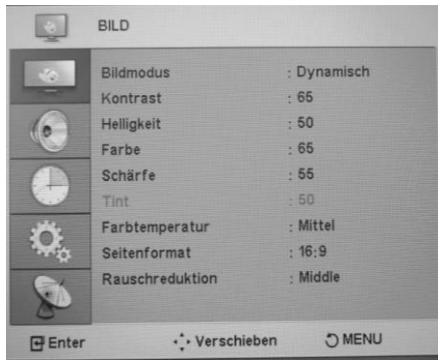 BILD
Bildmodus : Dynamisch
Kontrast : 65
Helligkeit : 50
Farbe : 65
Schärfe : 55
Tint : 50
Farbtemperatur : Mittel
Seitenformat : 16:9
Rauschreduktion : Middle
Enter Verschieben MENU